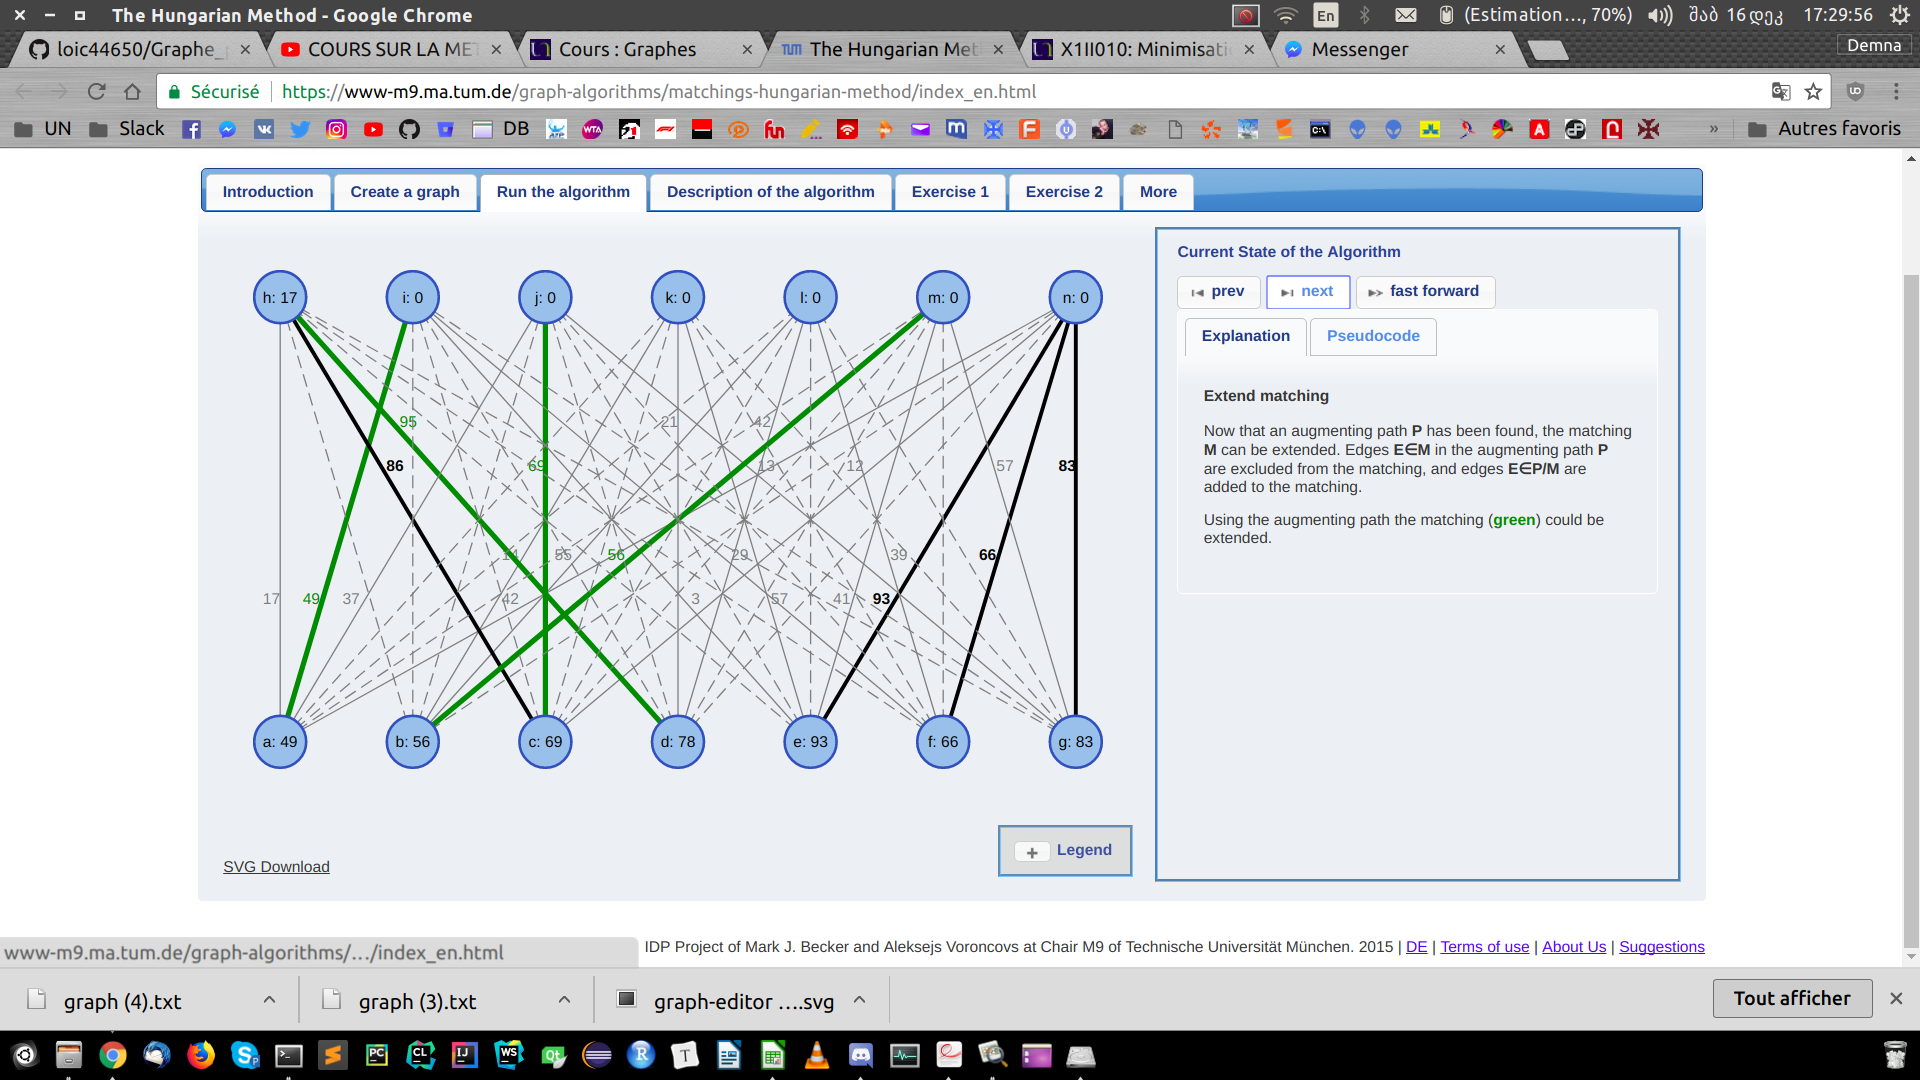 The Hungarian Method - Google Chrome
En
(Estimation..., 70%)
შაბ 16 დეკ 17:29:56
loic44650/Graphe_
COURS SUR LA MET
Cours : Graphes
The Hungarian Met
X1II010: Minimisati
Messenger
Demna
Sécurisé
https://www-m9.ma.tum.de/graph-algorithms/matchings-hungarian-method/index_en.html
UN
Slack
DB
»
Autres favoris
Introduction
Create a graph
Run the algorithm
Description of the algorithm
Exercise 1
Exercise 2
More
h: 17
i: 0
j: 0
k: 0
l: 0
m: 0
n: 0
95
21
42
86
69
13
12
57
83
14
55
56
29
39
66
17
49
37
42
3
57
41
93
a: 49
b: 56
c: 69
d: 78
e: 93
f: 66
g: 83
SVG Download
Legend
Current State of the Algorithm
prev
next
fast forward
Explanation
Pseudocode
Extend matching
Now that an augmenting path P has been found, the matching
M can be extended. Edges E∈M in the augmenting path P
are excluded from the matching, and edges E∈P/M are
added to the matching.
Using the augmenting path the matching (green) could be
extended.
www-m9.ma.tum.de/graph-algorithms/.../index_en.html
IDP Project of Mark J. Becker and Aleksejs Voroncovs at Chair M9 of Technische Universität München. 2015 | DE | Terms of use | About Us | Suggestions
graph (4).txt
graph (3).txt
graph-editor ....svg
Tout afficher